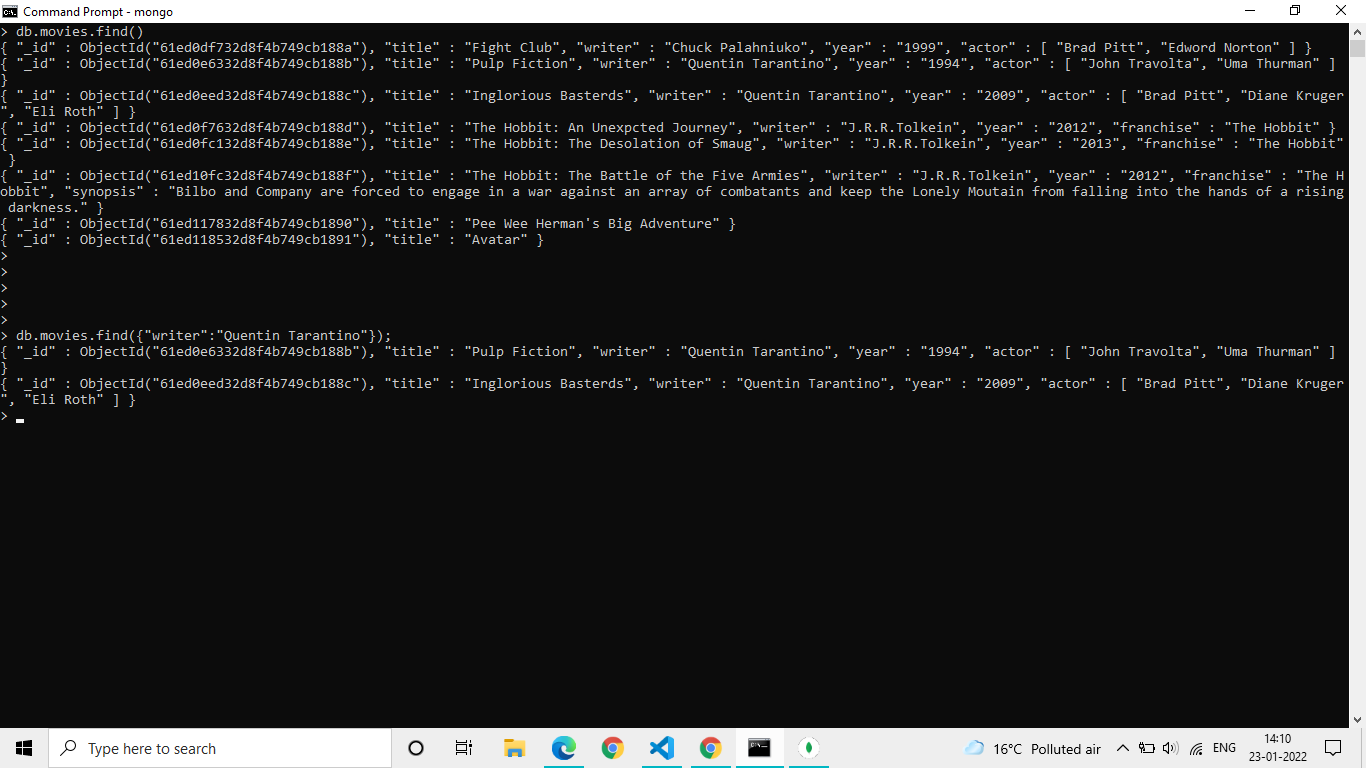 Command Prompt - mongo
> db.movies.find()
{ "_id" : ObjectId("61ed0df732d8f4b749cb188a"), "title" : "Fight Club", "writer" : "Chuck Palahniuko", "year" : "1999", "actor" : [ "Brad Pitt", "Edword Norton" ] }
{ "_id" : ObjectId("61ed0e6332d8f4b749cb188b"), "title" : "Pulp Fiction", "writer" : "Quentin Tarantino", "year" : "1994", "actor" : [ "John Travolta", "Uma Thurman" ]
}
{ "_id" : ObjectId("61ed0eed32d8f4b749cb188c"), "title" : "Inglorious Basterds", "writer" : "Quentin Tarantino", "year" : "2009", "actor" : [ "Brad Pitt", "Diane Kruger
", "Eli Roth" ] }
{ "_id" : ObjectId("61ed0f7632d8f4b749cb188d"), "title" : "The Hobbit: An Unexpcted Journey", "writer" : "J.R.R.Tolkein", "year" : "2012", "franchise" : "The Hobbit" }
{ "_id" : ObjectId("61ed0fc132d8f4b749cb188e"), "title" : "The Hobbit: The Desolation of Smaug", "writer" : "J.R.R.Tolkein", "year" : "2013", "franchise" : "The Hobbit"
 }
{ "_id" : ObjectId("61ed10fc32d8f4b749cb188f"), "title" : "The Hobbit: The Battle of the Five Armies", "writer" : "J.R.R.Tolkein", "year" : "2012", "franchise" : "The H
obbit", "synopsis" : "Bilbo and Company are forced to engage in a war against an array of combatants and keep the Lonely Moutain from falling into the hands of a rising
 darkness." }
{ "_id" : ObjectId("61ed117832d8f4b749cb1890"), "title" : "Pee Wee Herman's Big Adventure" }
{ "_id" : ObjectId("61ed118532d8f4b749cb1891"), "title" : "Avatar" }
>
>
>
>
>
> db.movies.find({"writer":"Quentin Tarantino"});
{ "_id" : ObjectId("61ed0e6332d8f4b749cb188b"), "title" : "Pulp Fiction", "writer" : "Quentin Tarantino", "year" : "1994", "actor" : [ "John Travolta", "Uma Thurman" ]
}
{ "_id" : ObjectId("61ed0eed32d8f4b749cb188c"), "title" : "Inglorious Basterds", "writer" : "Quentin Tarantino", "year" : "2009", "actor" : [ "Brad Pitt", "Diane Kruger
", "Eli Roth" ] }
>
Type here to search
16°C Polluted air
ENG
14:10
23-01-2022